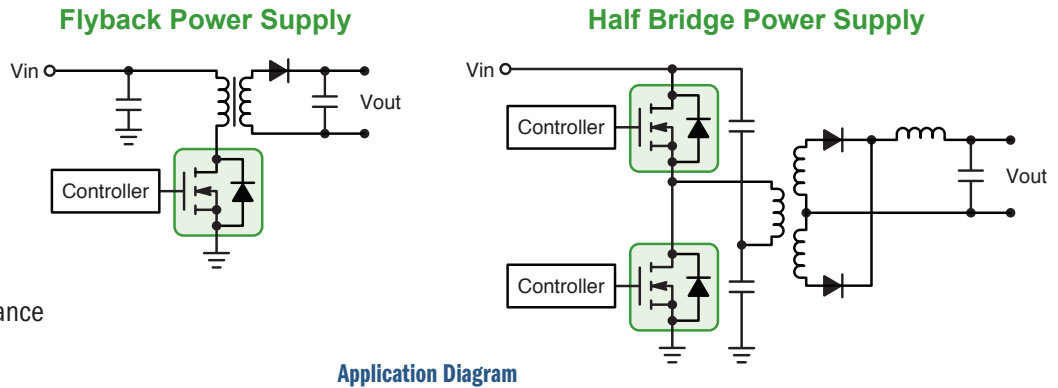 Flyback Power Supply
Vin
Vout
Controller
Half Bridge Power Supply
Vin
Controller
Controller
Vout
ance
Application Diagram